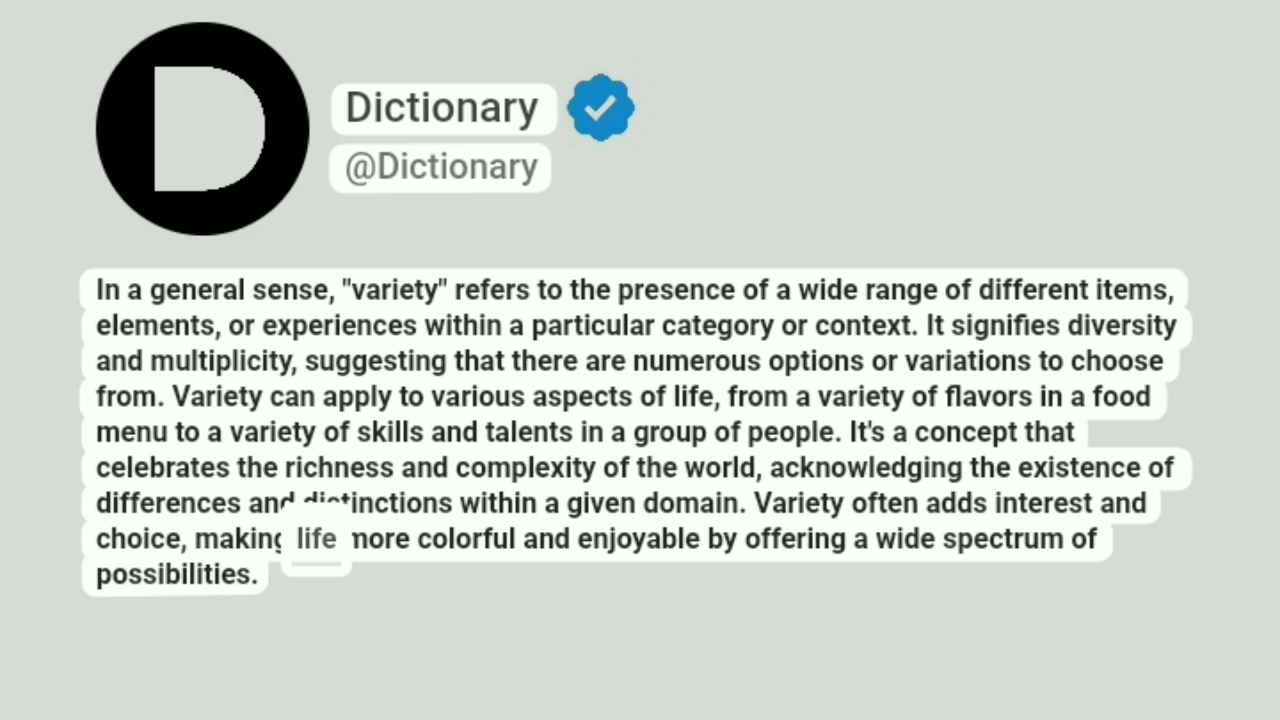 D
Dictionary
@Dictionary
In a general sense, "variety" refers to the presence of a wide range of different items,
elements, or experiences within a particular category or context. It signifies diversity
and multiplicity, suggesting that there are numerous options or variations to choose
from. Variety can apply to various aspects of life, from a variety of flavors in a food
menu to a variety of skills and talents in a group of people. It's a concept that
celebrates the richness and complexity of the world, acknowledging the existence of
differences and distinctions within a given domain. Variety often adds interest and
choice, making life more colorful and enjoyable by offering a wide spectrum of
possibilities.